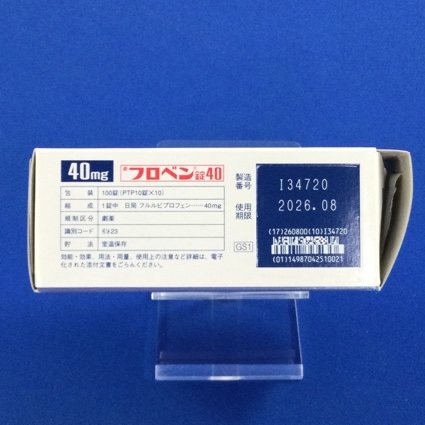 40mg
フロベン錠40
包装 100錠(PTP10錠×10)
組成 1錠中 日局 フルルビプロフェン……40mg
規制区分 劇薬
識別コード 23
貯法 室温保存
効能・効果、用法・用量、使用上の注意など詳細は、電子
化された添付文書をごらんください。
製造
番号
I34720
使用
期限
2026.08
GS1
(17)260800(10)I34720
(01)14987042510021